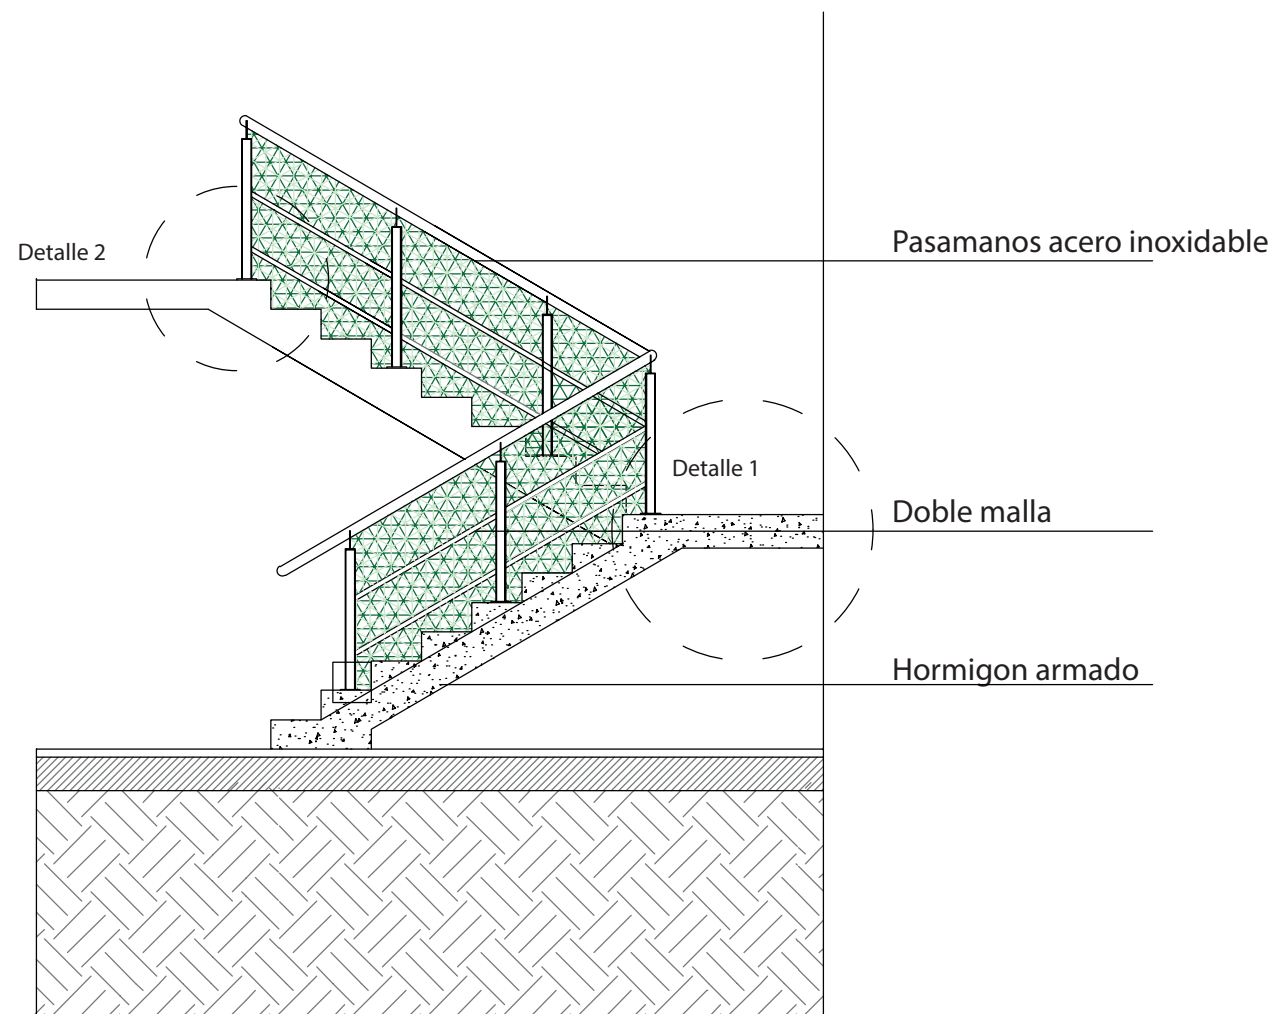 Pasamanos acero inoxidable
Detalle 2
Detalle 1
Doble malla
Hormigon armado